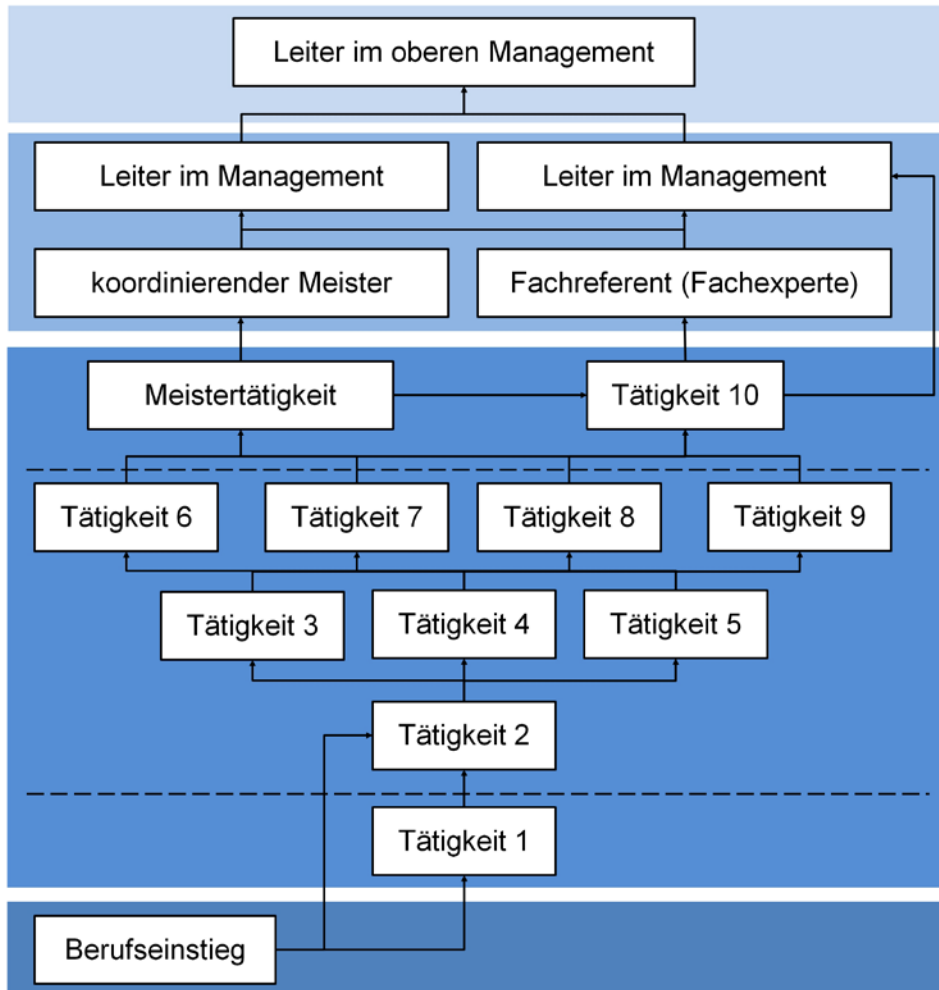 Leiter im oberen Management
Leiter im Management
Leiter im Management
koordinierender Meister
Fachreferent (Fachexperte)
Meistertätigkeit
Tätigkeit 10
Tätigkeit 6
Tätigkeit 7
Tätigkeit 8
Tätigkeit 9
Tätigkeit 3
Tätigkeit 4
Tätigkeit 5
Tätigkeit 2
Tätigkeit 1
Berufseinstieg